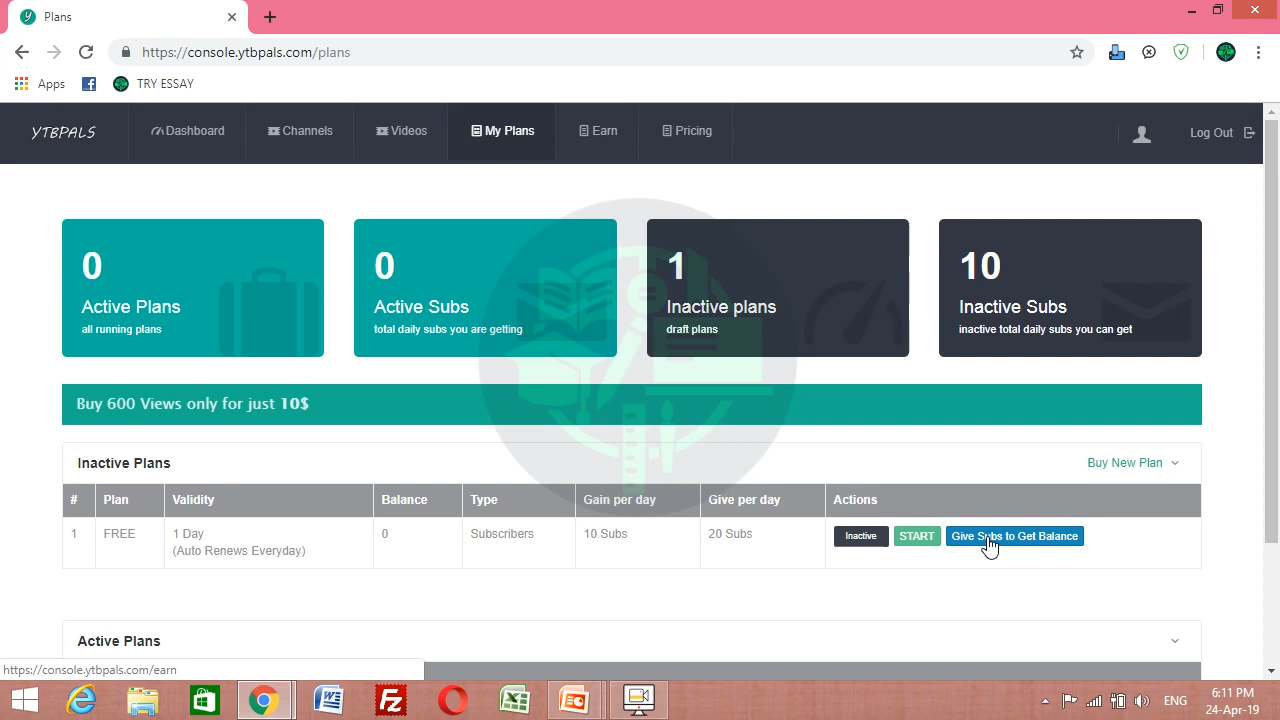 Plans
https://console.ytbpals.com/plans
Apps TRY ESSAY
YTBPALS Dashboard Channels Videos My Plans Earn Pricing Log Out
0 0 1 10
Active Plans Active Subs Inactive plans Inactive Subs
all running plans total daily subs you are getting draft plans inactive total daily subs you can get
Buy 600 Views only for just 10$
Inactive Plans Buy New Plan
# Plan Validity Balance Type Gain per day Give per day Actions
1 FREE 1 Day 0 Subscribers 10 Subs 20 Subs Inactive START Give Subs to Get Balance
(Auto Renews Everyday)
Active Plans
https://console.ytbpals.com/earn
ENG 6:11 PM
24-Apr-19